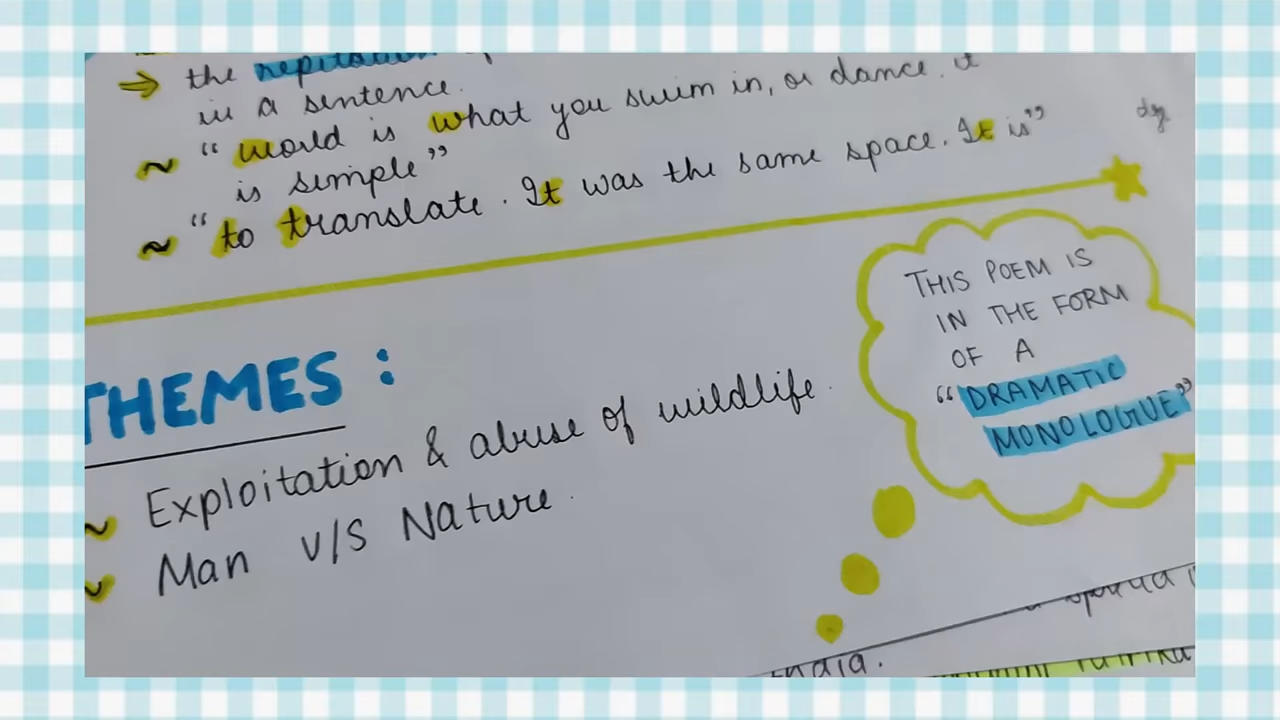 → the repitation
in a sentence.
~ "world is what you swim in, or dance. it
is simple"
~ "to translate. It was the same space. It is"
THEMES :
~ Exploitation & abuse of wildlife.
~ Man V/S Nature.
THIS POEM IS
IN THE FORM
OF A
"DRAMATIC
MONOLOGUE"
India.